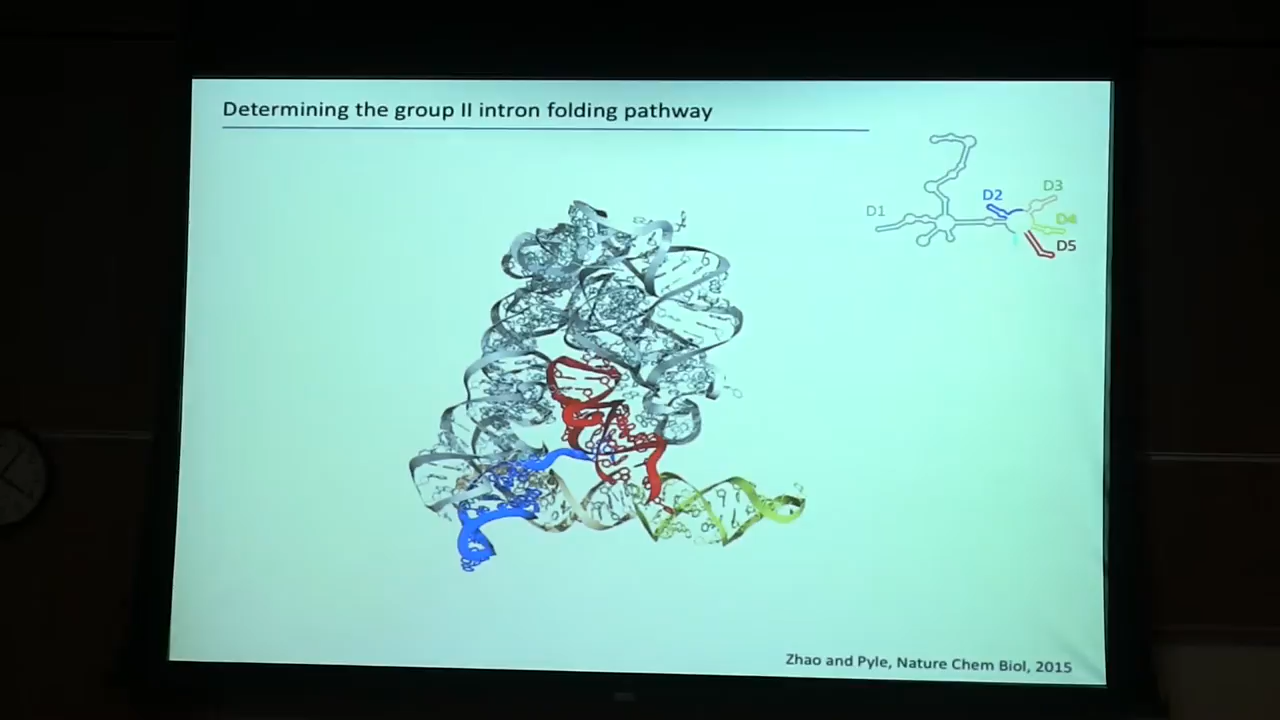 Determining the group II intron folding pathway
D1
D2
D3
D4
D5
Zhao and Pyle, Nature Chem Biol, 2015